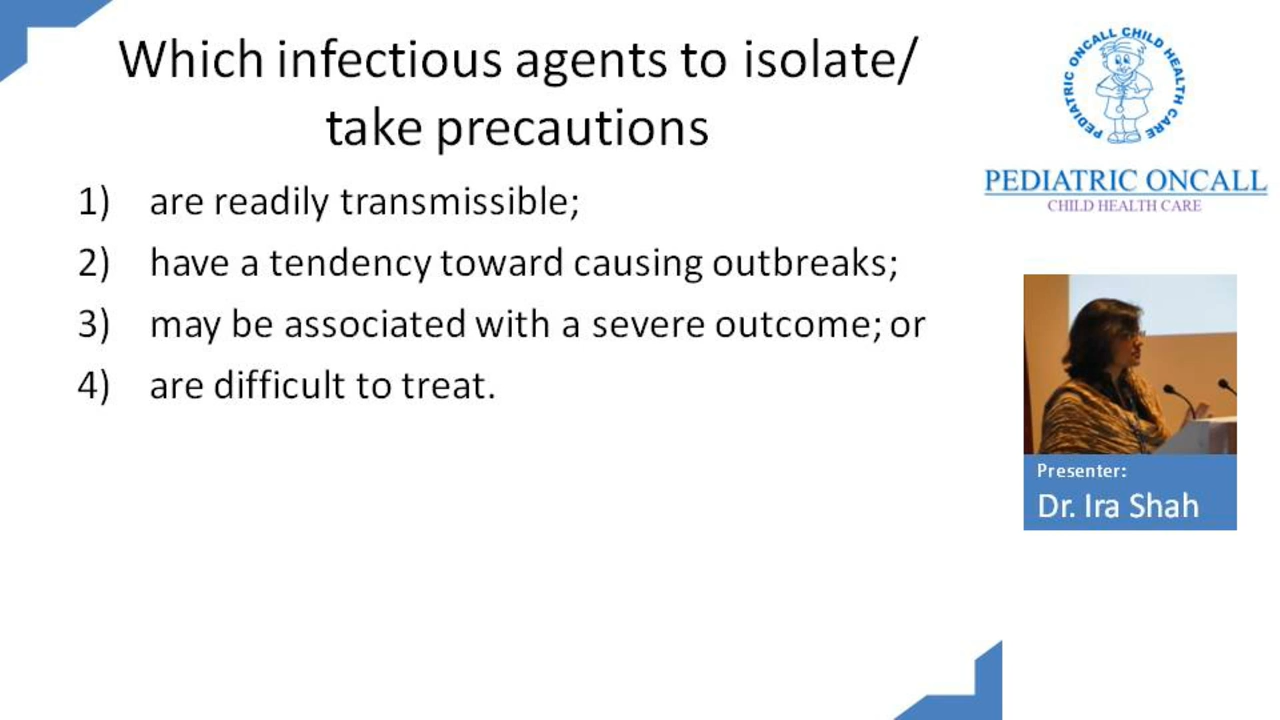 Which infectious agents to isolate/
take precautions
1) are readily transmissible;
2) have a tendency toward causing outbreaks;
3) may be associated with a severe outcome; or
4) are difficult to treat.
PEDIATRIC ONCALL CHILD HEALTH CARE
PEDIATRIC ONCALL
CHILD HEALTH CARE
Presenter:
Dr. Ira Shah